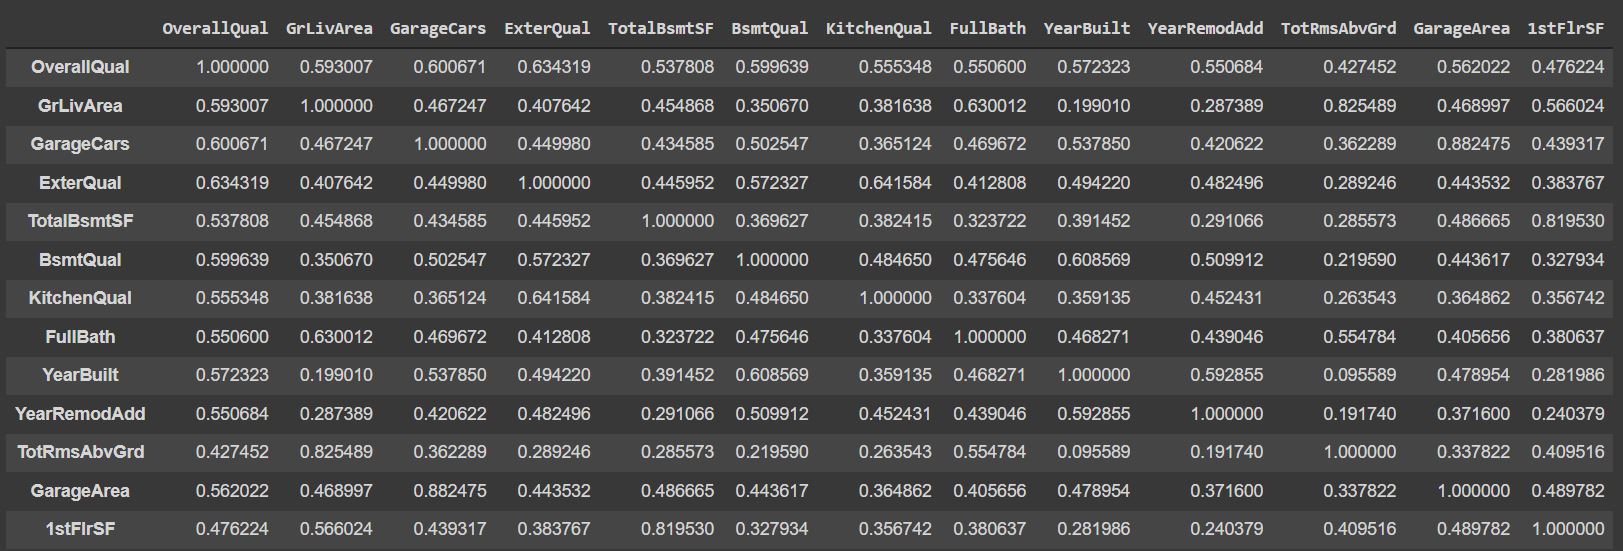 OverallQual GrLivArea GarageCars ExterQual TotalBsmtSF BsmtQual KitchenQual FullBath YearBuilt YearRemodAdd TotRmsAbvGrd GarageArea 1stFlrSF
OverallQual 1.000000 0.593007 0.600671 0.634319 0.537808 0.599639 0.555348 0.550600 0.572323 0.550684 0.427452 0.562022 0.476224
GrLivArea 0.593007 1.000000 0.467247 0.407642 0.454868 0.350670 0.381638 0.630012 0.199010 0.287389 0.825489 0.468997 0.566024
GarageCars 0.600671 0.467247 1.000000 0.449980 0.434585 0.502547 0.365124 0.469672 0.537850 0.420622 0.362289 0.882475 0.439317
ExterQual 0.634319 0.407642 0.449980 1.000000 0.445952 0.572327 0.641584 0.412808 0.494220 0.482496 0.289246 0.443532 0.383767
TotalBsmtSF 0.537808 0.454868 0.434585 0.445952 1.000000 0.369627 0.382415 0.323722 0.391452 0.291066 0.285573 0.486665 0.819530
BsmtQual 0.599639 0.350670 0.502547 0.572327 0.369627 1.000000 0.484650 0.475646 0.608569 0.509912 0.219590 0.443617 0.327934
KitchenQual 0.555348 0.381638 0.365124 0.641584 0.382415 0.484650 1.000000 0.337604 0.359135 0.452431 0.263543 0.364862 0.356742
FullBath 0.550600 0.630012 0.469672 0.412808 0.323722 0.475646 0.337604 1.000000 0.468271 0.439046 0.554784 0.405656 0.380637
YearBuilt 0.572323 0.199010 0.537850 0.494220 0.391452 0.608569 0.359135 0.468271 1.000000 0.592855 0.095589 0.478954 0.281986
YearRemodAdd 0.550684 0.287389 0.420622 0.482496 0.291066 0.509912 0.452431 0.439046 0.592855 1.000000 0.191740 0.371600 0.240379
TotRmsAbvGrd 0.427452 0.825489 0.362289 0.289246 0.285573 0.219590 0.263543 0.554784 0.095589 0.191740 1.000000 0.337822 0.409516
GarageArea 0.562022 0.468997 0.882475 0.443532 0.486665 0.443617 0.364862 0.405656 0.478954 0.371600 0.337822 1.000000 0.489782
1stFlrSF 0.476224 0.566024 0.439317 0.383767 0.819530 0.327934 0.356742 0.380637 0.281986 0.240379 0.409516 0.489782 1.000000